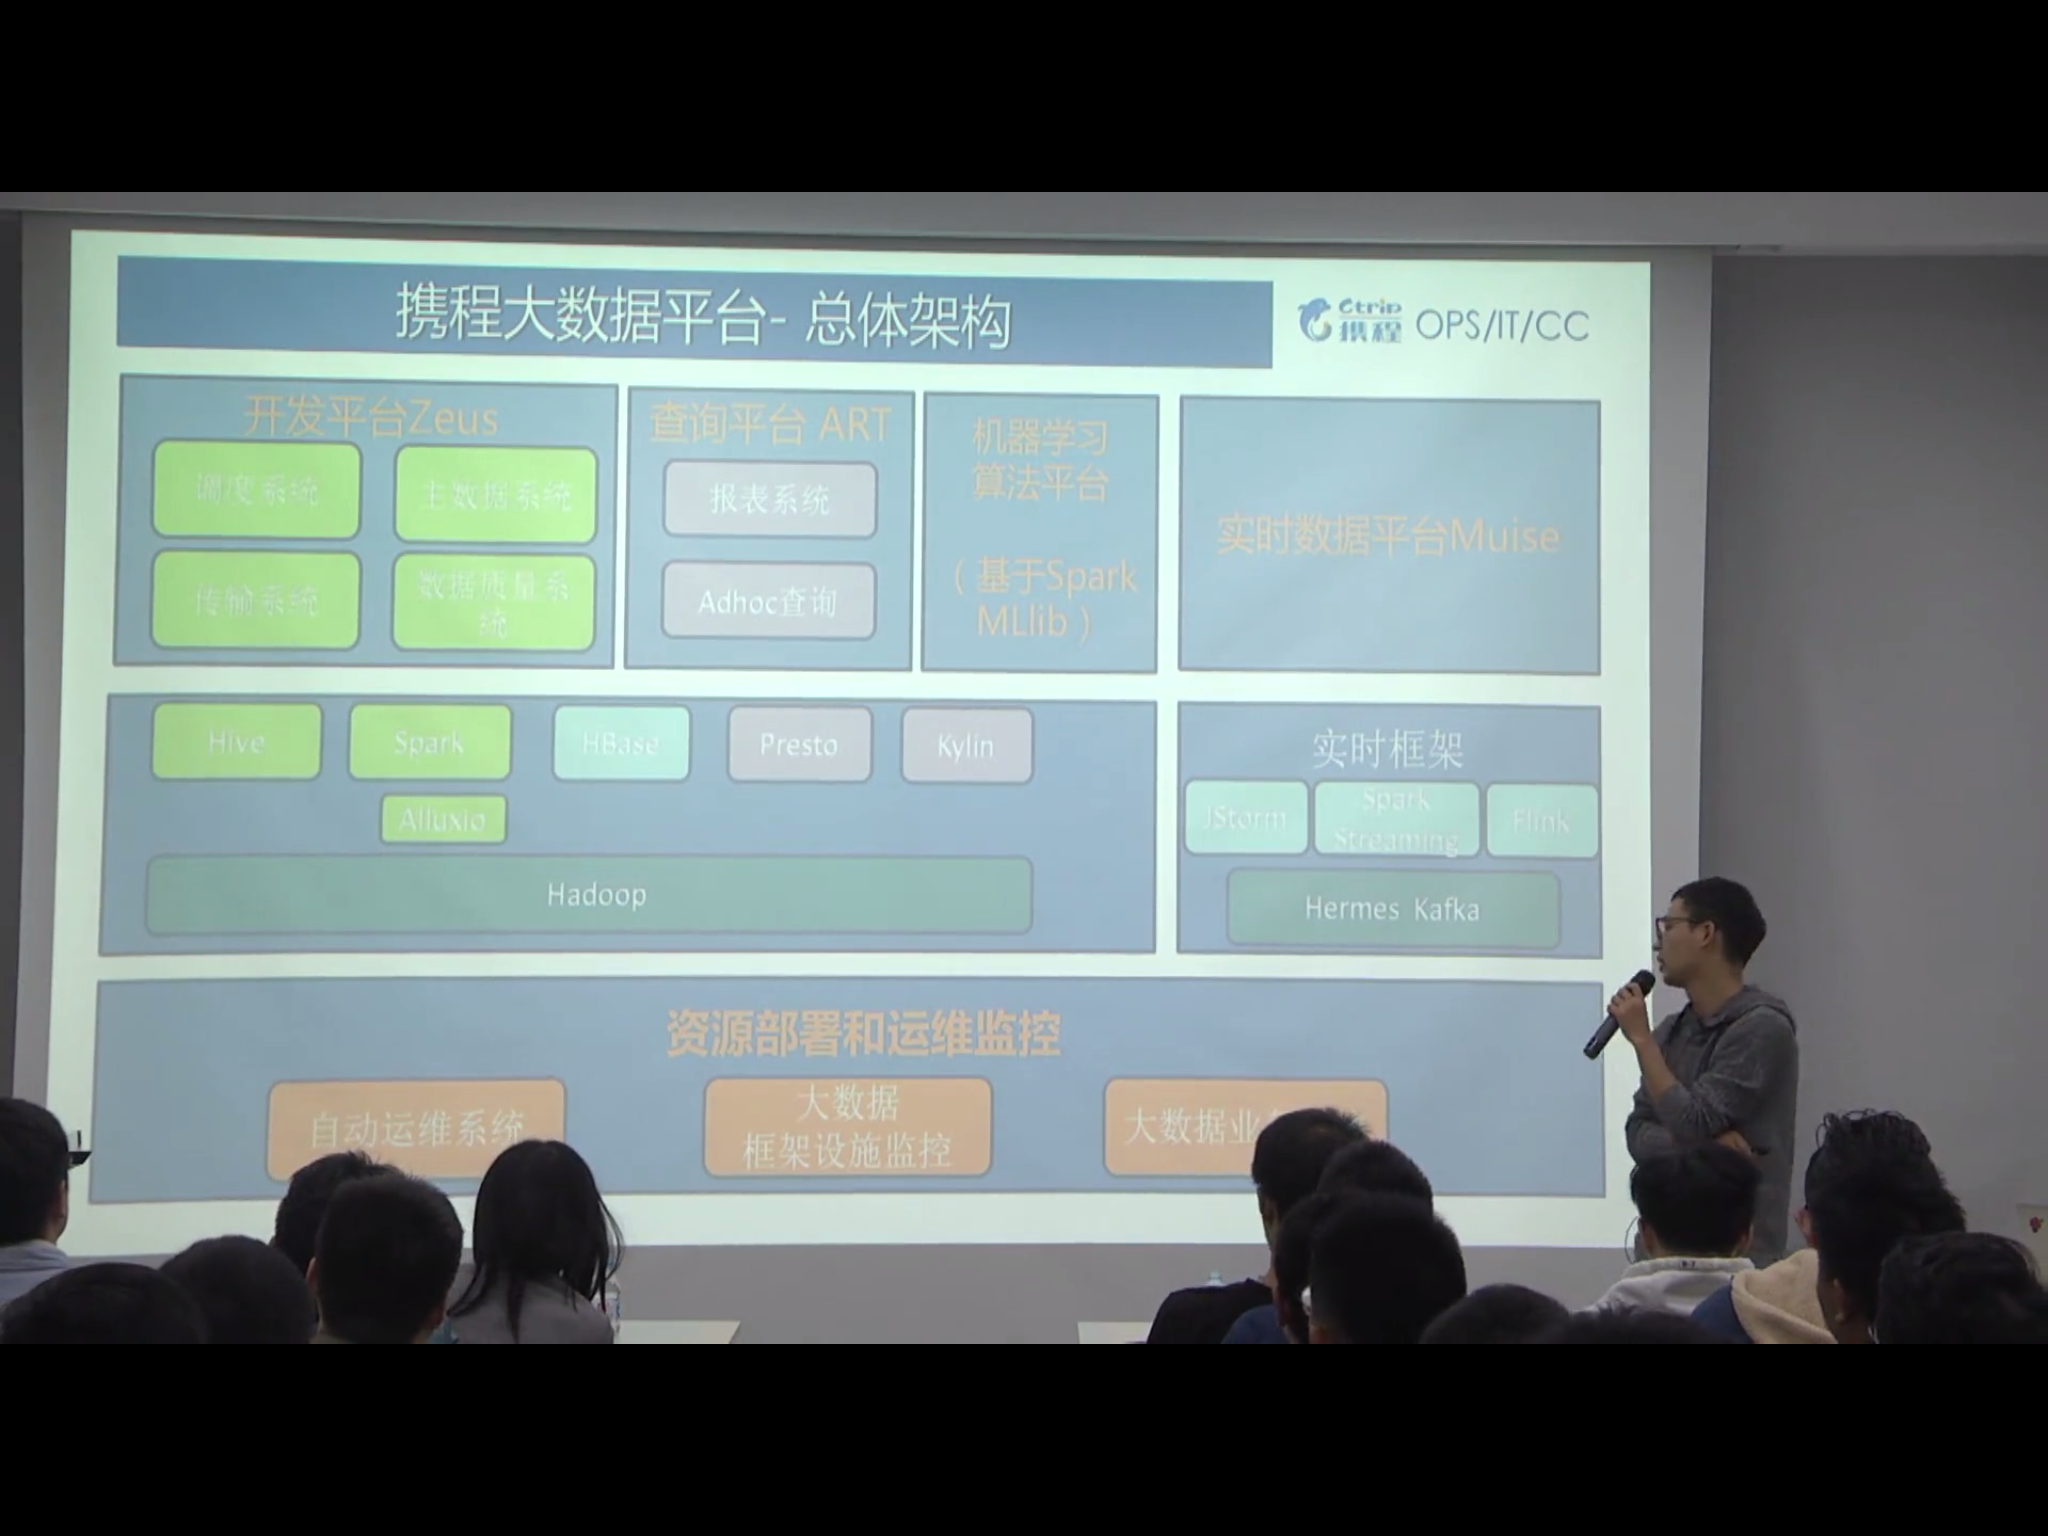 携程大数据平台- 总体架构
Ctrip
携程 OPS/IT/CC
开发平台Zeus
调度系统
主数据系统
传输系统
数据质量系
统
查询平台 ART
报表系统
Adhoc查询
机器学习
算法平台
（基于Spark
MLlib）
实时数据平台Muise
Hive
Spark
HBase
Presto
Kylin
Alluxio
Hadoop
实时框架
JStorm
Spark
Streaming
Flink
Hermes Kafka
资源部署和运维监控
自动运维系统
大数据
框架设施监控
大数据业